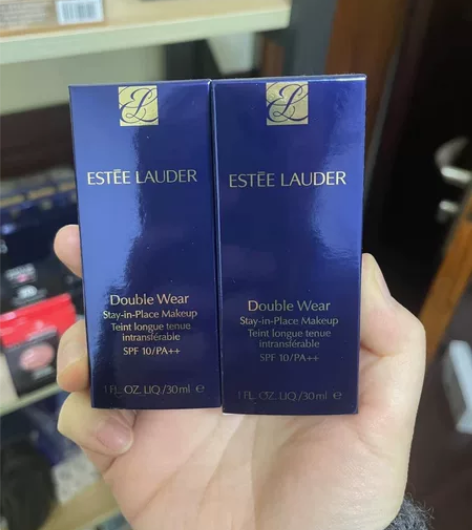 EL
ESTĒE LAUDER
Double Wear
Stay-in-Place Makeup
Teint longue tenue
intransférable
SPF 10/PA++
1 FL. OZ. LIQ./30 ml e
EL
ESTĒE LAUDER
Double Wear
Stay-in-Place Makeup
Teint longue tenue
intransférable
SPF 10/PA++
1 FL. OZ. LIQ./30 ml e